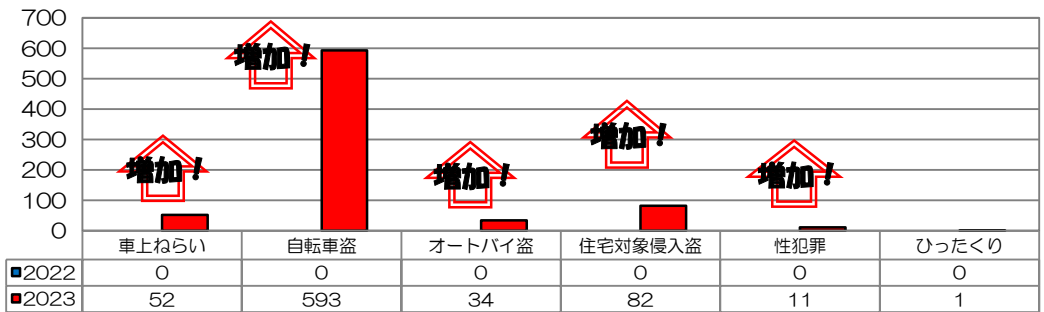 700
600
500
400
300
200
100
0
増加！
増加！
増加！
増加！
増加！
車上ねらい 自転車盗 オートバイ盗 住宅対象侵入盗 性犯罪 ひったくり
2022 0 0 0 0 0 0
2023 52 593 34 82 11 1